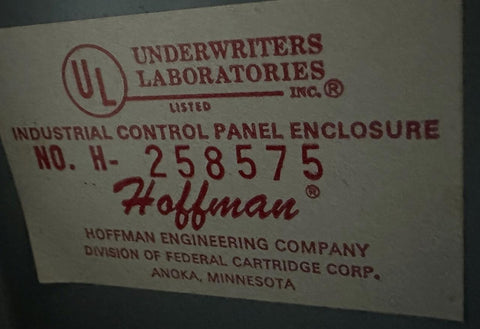 UL
UNDERWRITERS
LABORATORIES
INC.®
LISTED
INDUSTRIAL CONTROL PANEL ENCLOSURE
NO. H- 258575
Hoffman®
HOFFMAN ENGINEERING COMPANY
DIVISION OF FEDERAL CARTRIDGE CORP.
ANOKA, MINNESOTA